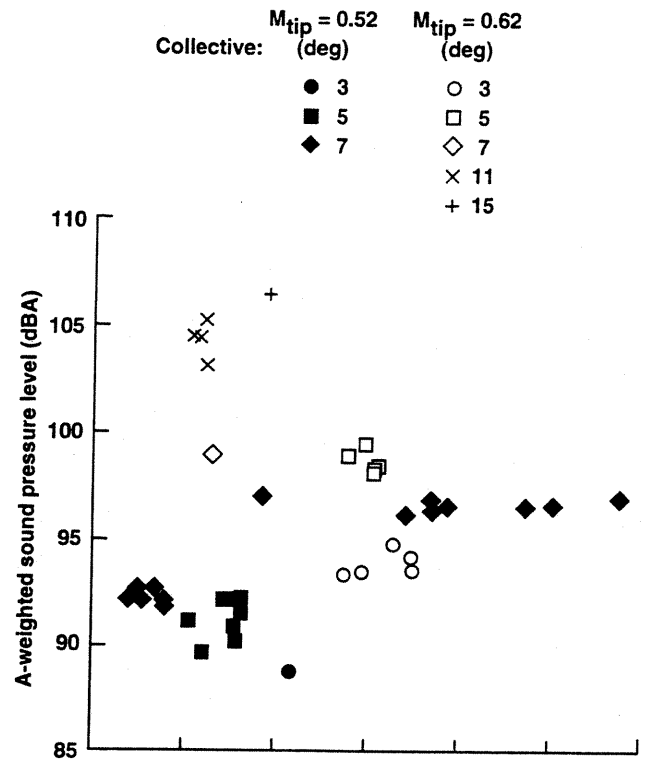 M_tip = 0.52 M_tip = 0.62
Collective: (deg) (deg)
● 3 ○ 3
■ 5 □ 5
◆ 7 ◇ 7
× 11
+ 15
110
105
100
95
90
85
A-weighted sound pressure level (dBA)